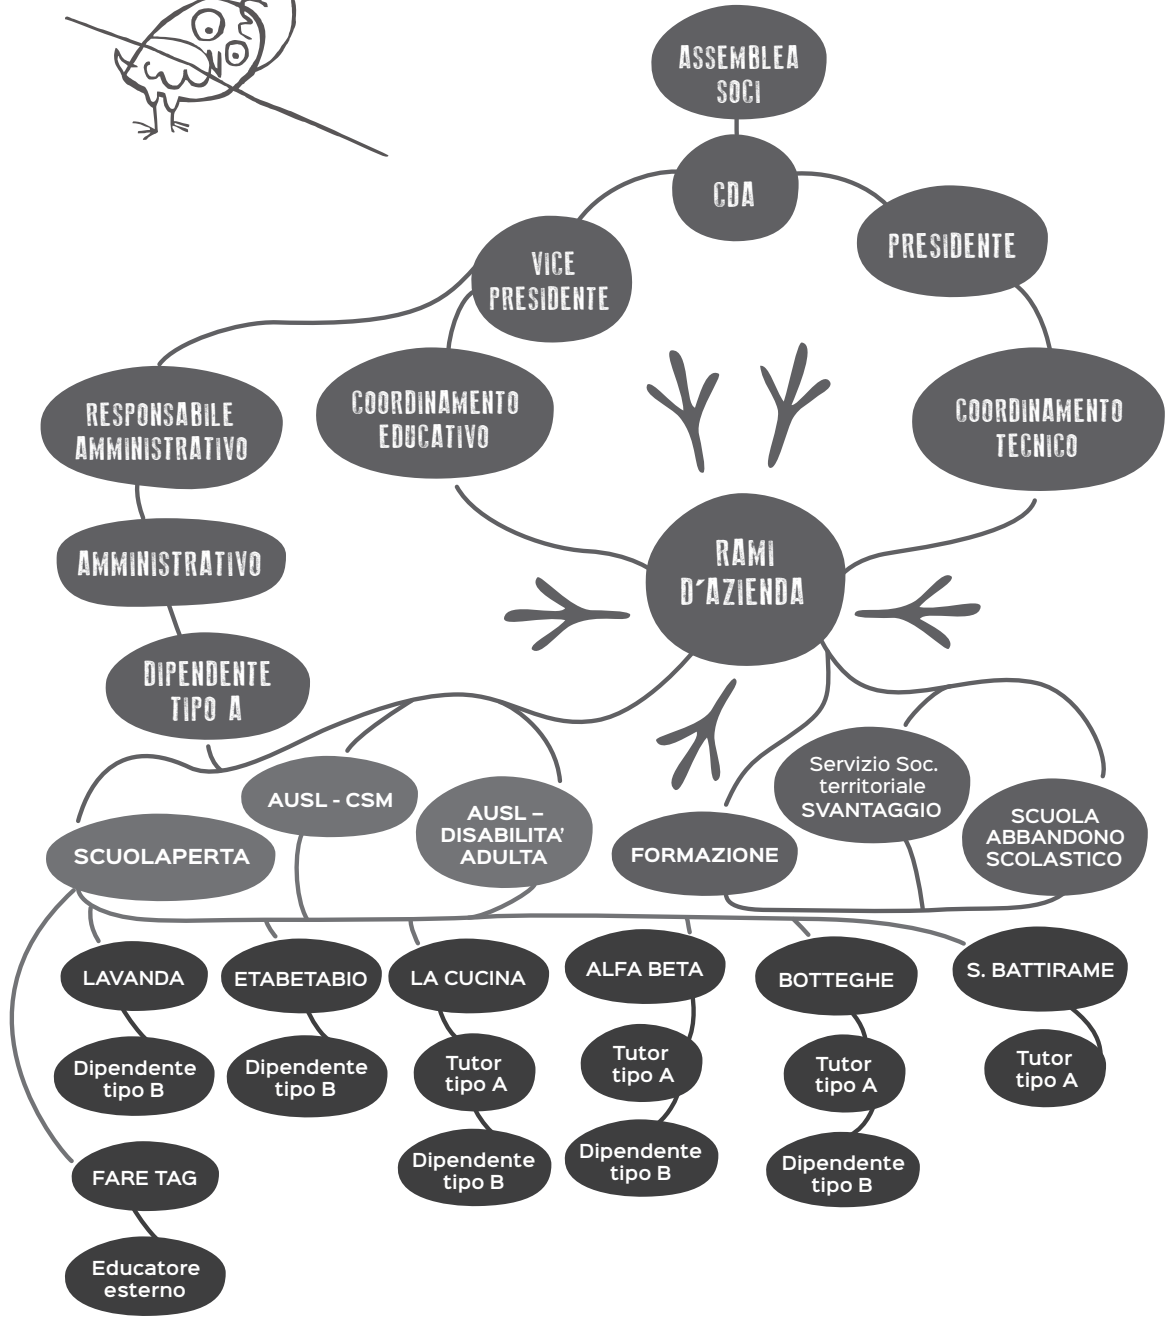 ASSEMBLEA
SOCI
CDA
PRESIDENTE
VICE
PRESIDENTE
RESPONSABILE
AMMINISTRATIVO
COORDINAMENTO
EDUCATIVO
COORDINAMENTO
TECNICO
AMMINISTRATIVO
RAMI
D'AZIENDA
DIPENDENTE
TIPO A
SCUOLAPERTA
AUSL - CSM
AUSL –
DISABILITA'
ADULTA
FORMAZIONE
Servizio Soc.
territoriale
SVANTAGGIO
SCUOLA
ABBANDONO
SCOLASTICO
LAVANDA
ETABETABIO
LA CUCINA
ALFA BETA
BOTTEGHE
S. BATTIRAME
Dipendente
tipo B
Dipendente
tipo B
Tutor
tipo A
Tutor
tipo A
Tutor
tipo A
Tutor
tipo A
Dipendente
tipo B
Dipendente
tipo B
Dipendente
tipo B
FARE TAG
Educatore
esterno